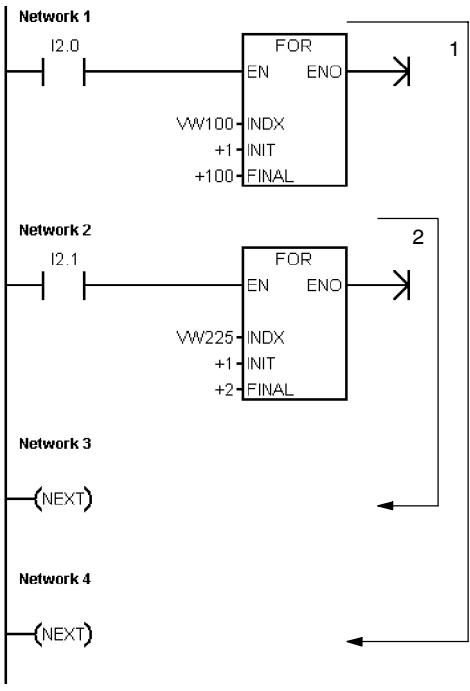 Network 1
I2.0
FOR
1
EN ENO
VW100 INDX
+1 INIT
+100 FINAL
Network 2
2
I2.1
FOR
EN ENO
VW225 INDX
+1 INIT
+2 FINAL
Network 3
(NEXT)
Network 4
(NEXT)